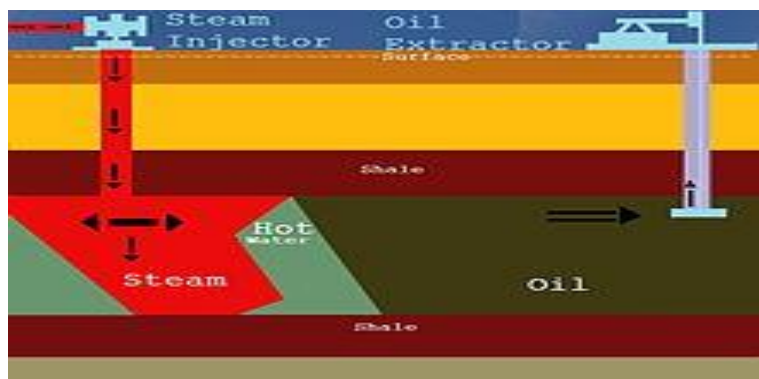 Steam
Injector
Oil
Extractor
Surface
Shale
Hot
Water
Steam
Oil
Shale